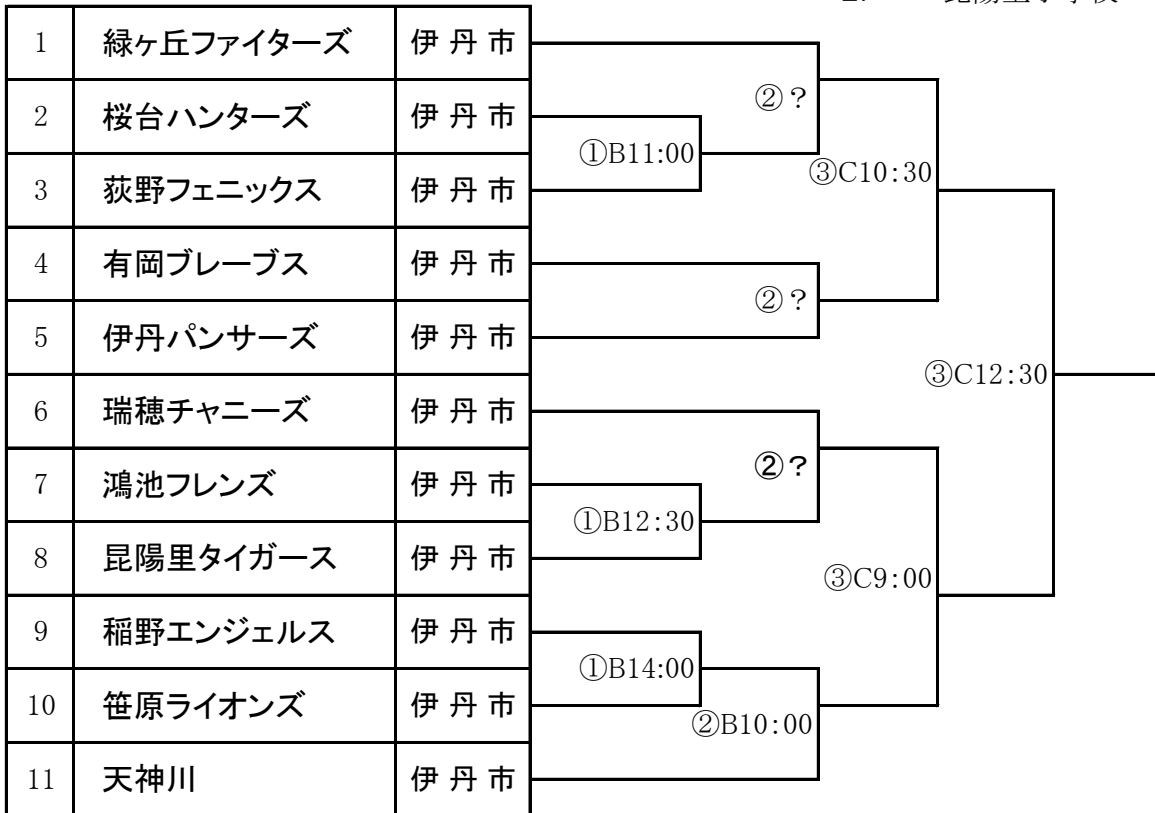 1 緑ヶ丘ファイターズ 伊丹市
2 桜台ハンターズ 伊丹市
3 荻野フェニックス 伊丹市
4 有岡ブレーブス 伊丹市
5 伊丹パンサーズ 伊丹市
6 瑞穂チャニーズ 伊丹市
7 鴻池フレンズ 伊丹市
8 昆陽里タイガース 伊丹市
9 稲野エンジェルス 伊丹市
10 笹原ライオンズ 伊丹市
11 天神川 伊丹市
②?
①B11:00
③C10:30
②?
③C12:30
②?
①B12:30
③C9:00
①B14:00
②B10:00